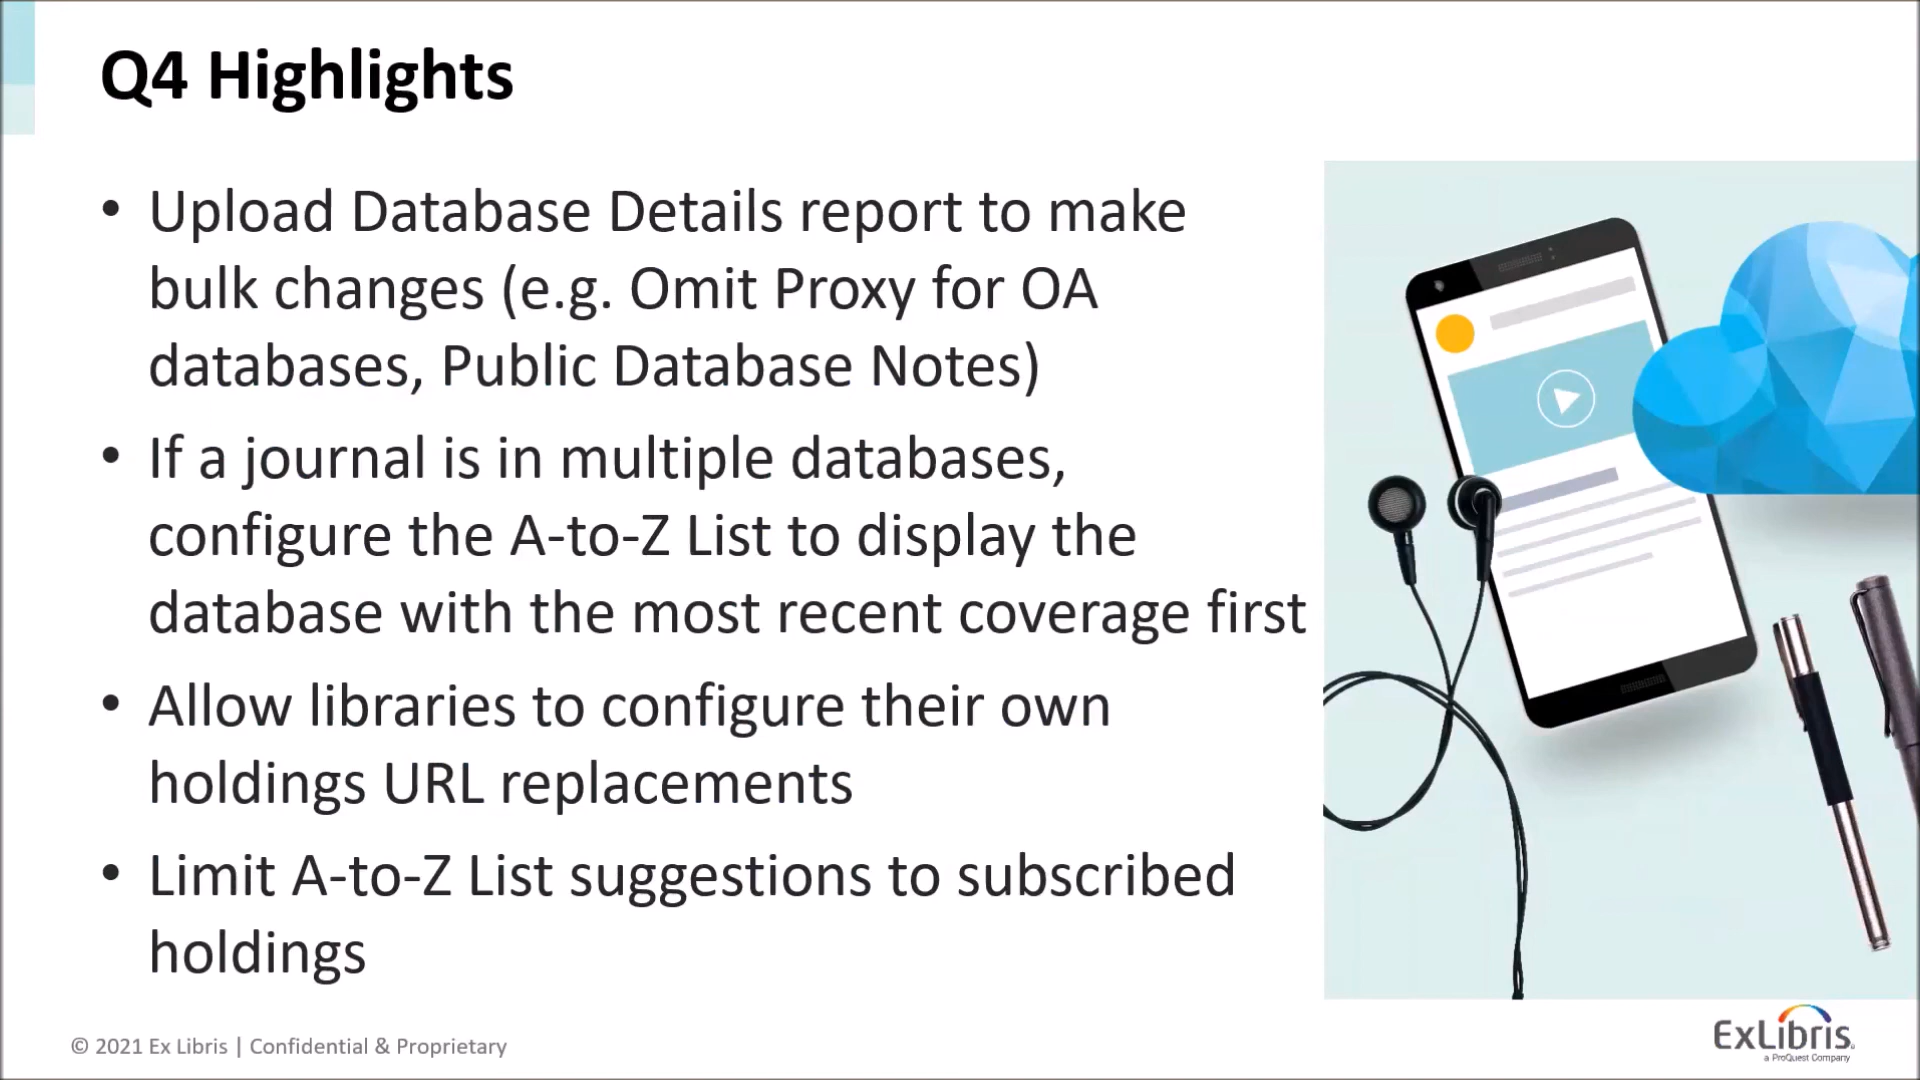 Q4 Highlights
• Upload Database Details report to make
bulk changes (e.g. Omit Proxy for OA
databases, Public Database Notes)
• If a journal is in multiple databases,
configure the A-to-Z List to display the
database with the most recent coverage first
• Allow libraries to configure their own
holdings URL replacements
• Limit A-to-Z List suggestions to subscribed
holdings
© 2021 Ex Libris | Confidential & Proprietary
ExLibris
a ProQuest Company